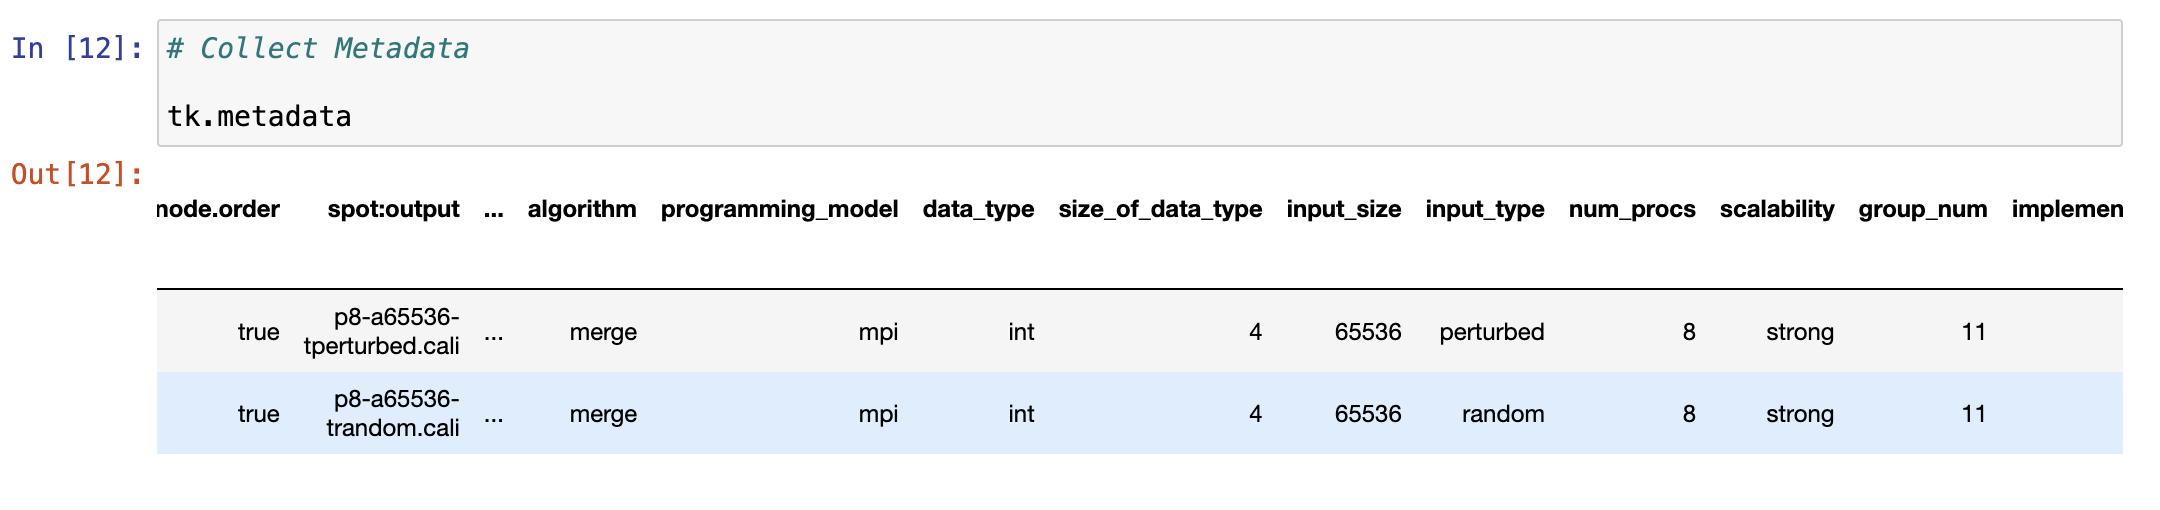 In [12]: # Collect Metadata
tk.metadata
Out[12]:
node.order spot:output ... algorithm programming_model data_type size_of_data_type input_size input_type num_procs scalability group_num implemen
true p8-a65536-tperturbed.cali ... merge mpi int 4 65536 perturbed 8 strong 11
true p8-a65536-trandom.cali ... merge mpi int 4 65536 random 8 strong 11